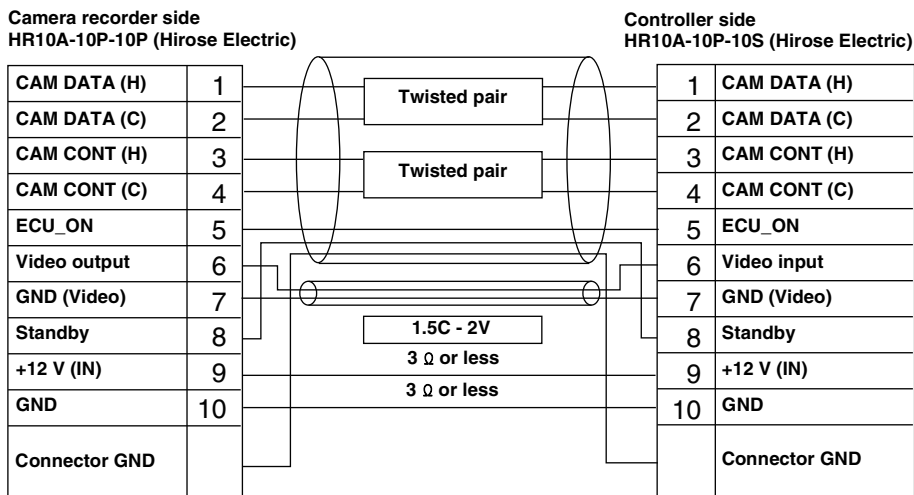 Camera recorder side
HR10A-10P-10P (Hirose Electric)
Controller side
HR10A-10P-10S (Hirose Electric)
CAM DATA (H) 1
CAM DATA (C) 2
CAM CONT (H) 3
CAM CONT (C) 4
ECU_ON 5
Video output 6
GND (Video) 7
Standby 8
+12 V (IN) 9
GND 10
Connector GND
Twisted pair
Twisted pair
1.5C - 2V
3 Ω or less
3 Ω or less
1 CAM DATA (H)
2 CAM DATA (C)
3 CAM CONT (H)
4 CAM CONT (C)
5 ECU_ON
6 Video input
7 GND (Video)
8 Standby
9 +12 V (IN)
10 GND
Connector GND